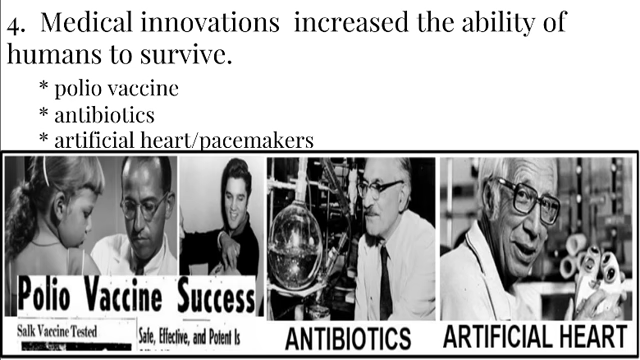 4. Medical innovations increased the ability of
humans to survive.
* polio vaccine
* antibiotics
* artificial heart/pacemakers
Polio Vaccine Success
Salk Vaccine Tested
Safe, Effective, and Potent Is
ANTIBIOTICS
ARTIFICIAL HEART